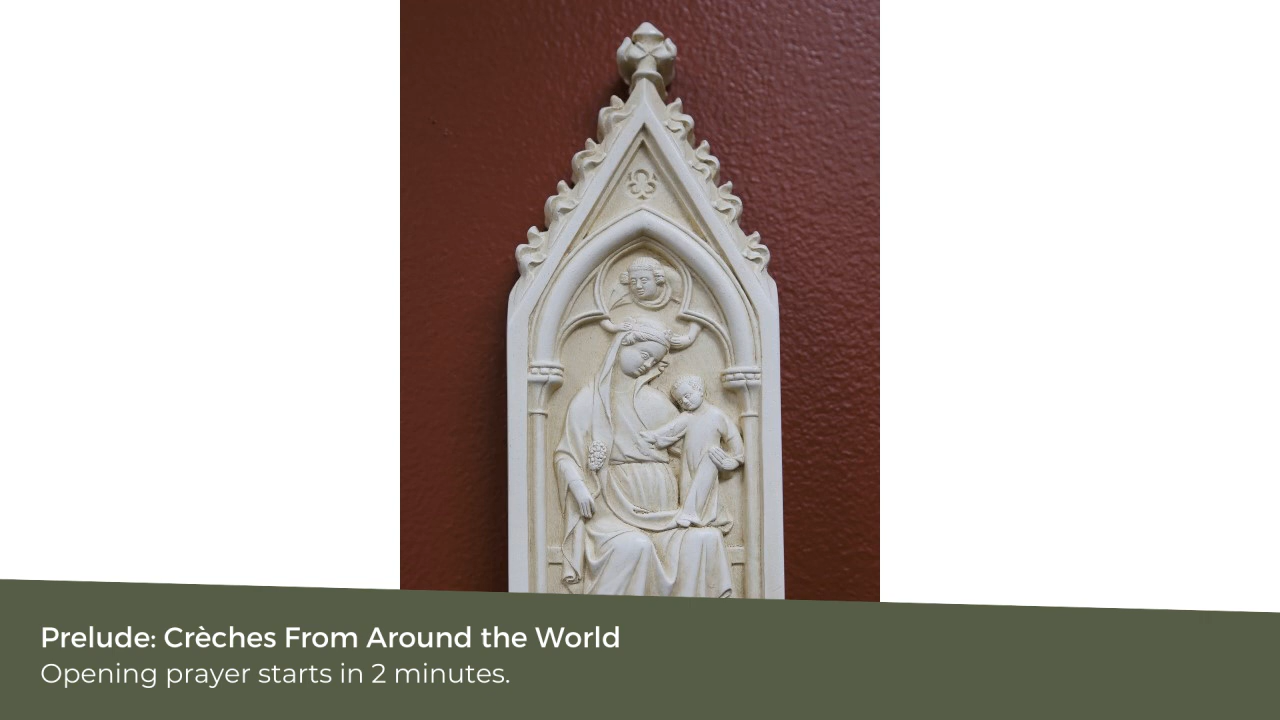 Prelude: Crèches From Around the World
Opening prayer starts in 2 minutes.